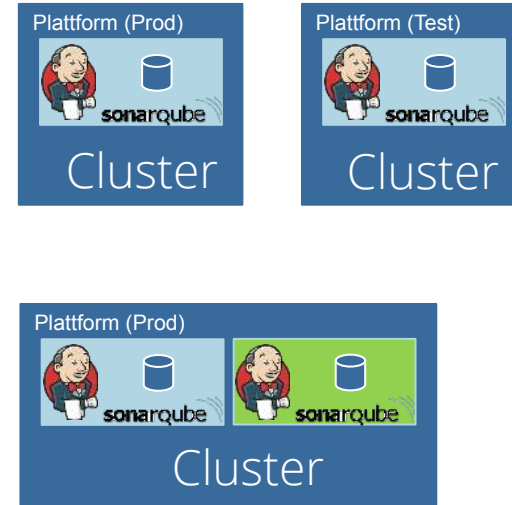 Plattform (Prod)
sonarqube
Cluster
Plattform (Test)
sonarqube
Cluster
Plattform (Prod)
sonarqube
sonarqube
Cluster